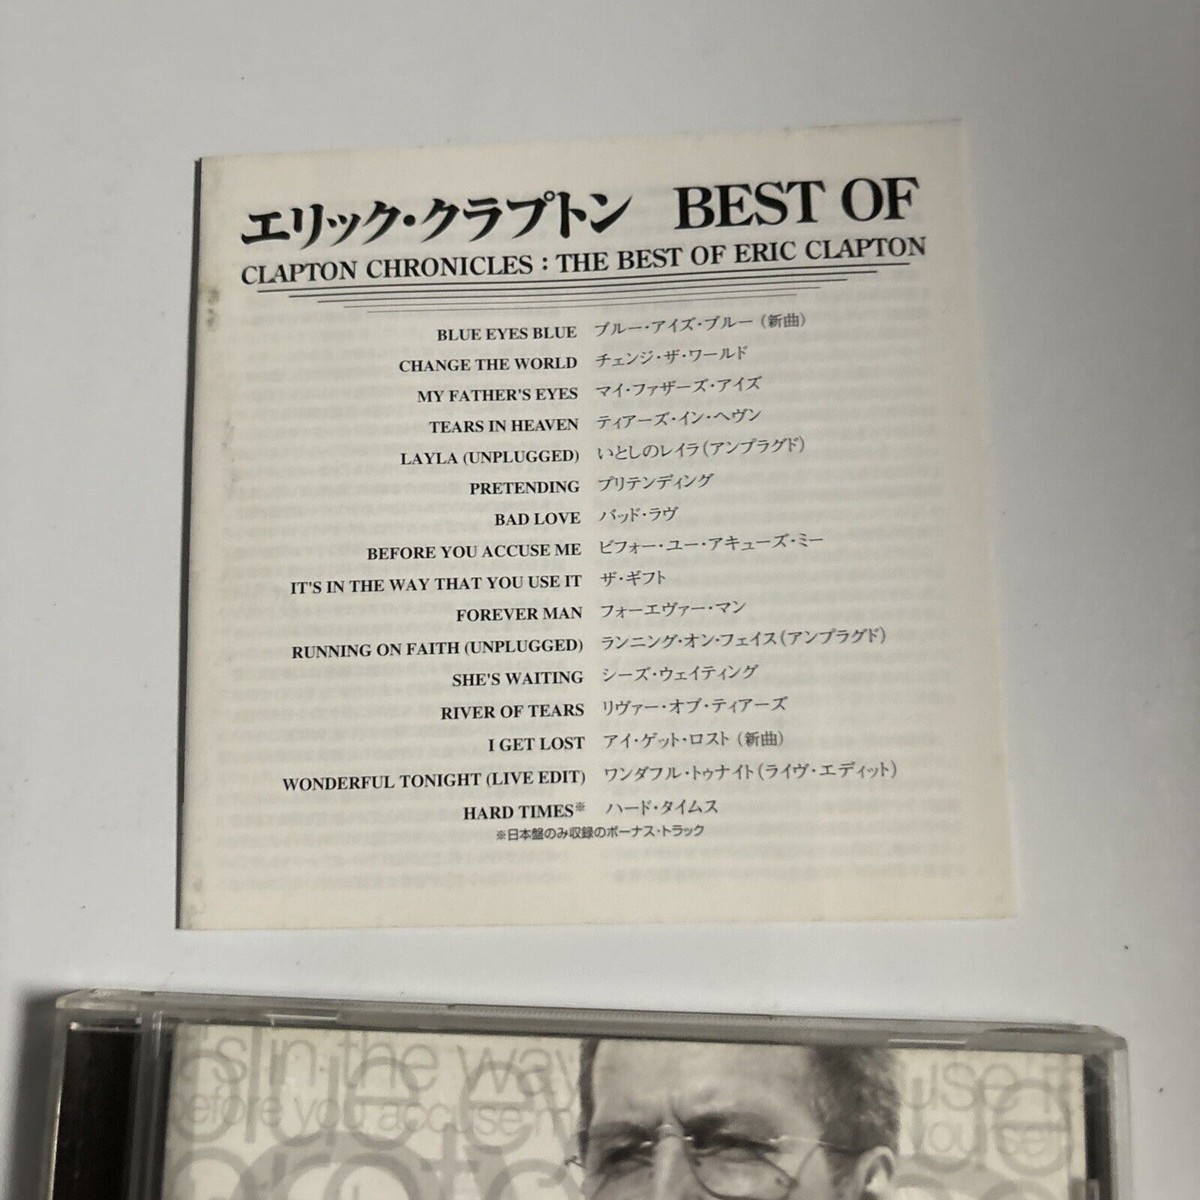 エリック・クラプトン BEST OF
CLAPTON CHRONICLES : THE BEST OF ERIC CLAPTON
BLUE EYES BLUE ブルー・アイズ・ブルー（新曲）
CHANGE THE WORLD チェンジ・ザ・ワールド
MY FATHER'S EYES マイ・ファザーズ・アイズ
TEARS IN HEAVEN ティアーズ・イン・ヘヴン
LAYLA (UNPLUGGED) いとしのレイラ（アンプラグド）
PRETENDING プリテンディング
BAD LOVE バッド・ラヴ
BEFORE YOU ACCUSE ME ビフォー・ユー・アキューズ・ミー
IT'S IN THE WAY THAT YOU USE IT ザ・ギフト
FOREVER MAN フォーエヴァー・マン
RUNNING ON FAITH (UNPLUGGED) ランニング・オン・フェイス（アンプラグド）
SHE'S WAITING シーズ・ウェイティング
RIVER OF TEARS リヴァー・オブ・ティアーズ
I GET LOST アイ・ゲット・ロスト（新曲）
WONDERFUL TONIGHT (LIVE EDIT) ワンダフル・トゥナイト（ライヴ・エディット）
HARD TIMES※ ハード・タイムス
※日本盤のみ収録のボーナス・トラック
in the way use it
before you accuse m yourself